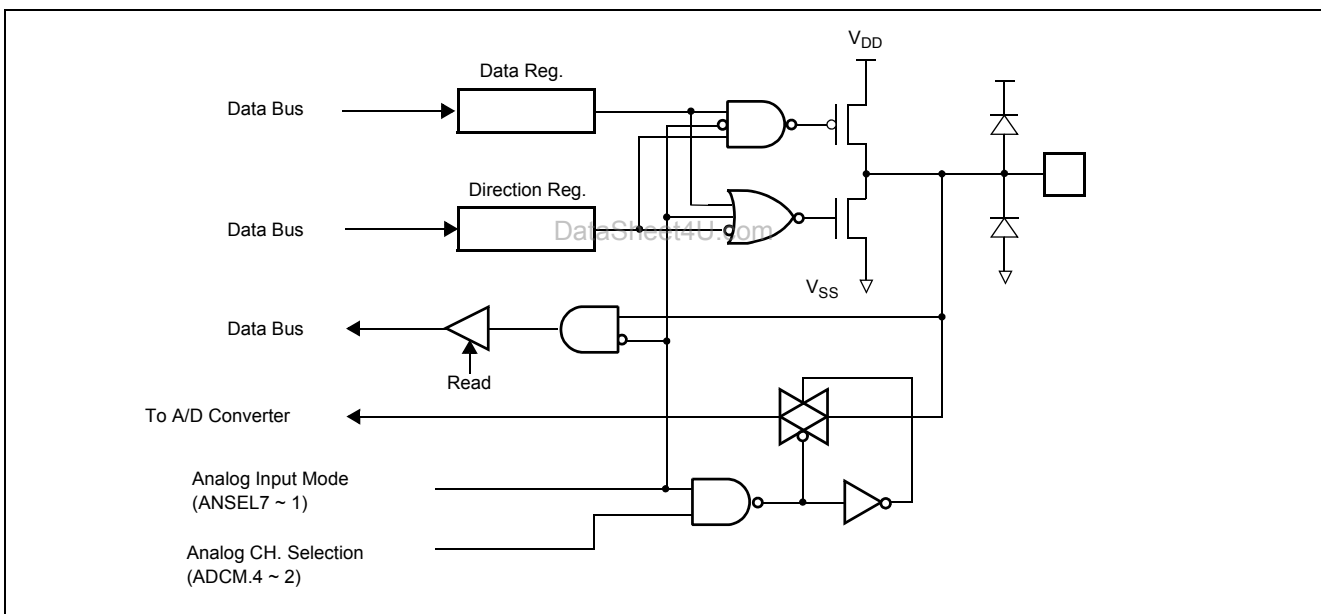 VDD
Data Reg.
Data Bus
Direction Reg.
Data Bus
DataSheet4U.com
VSS
Data Bus
Read
To A/D Converter
Analog Input Mode
(ANSEL7 ~ 1)
Analog CH. Selection
(ADCM.4 ~ 2)